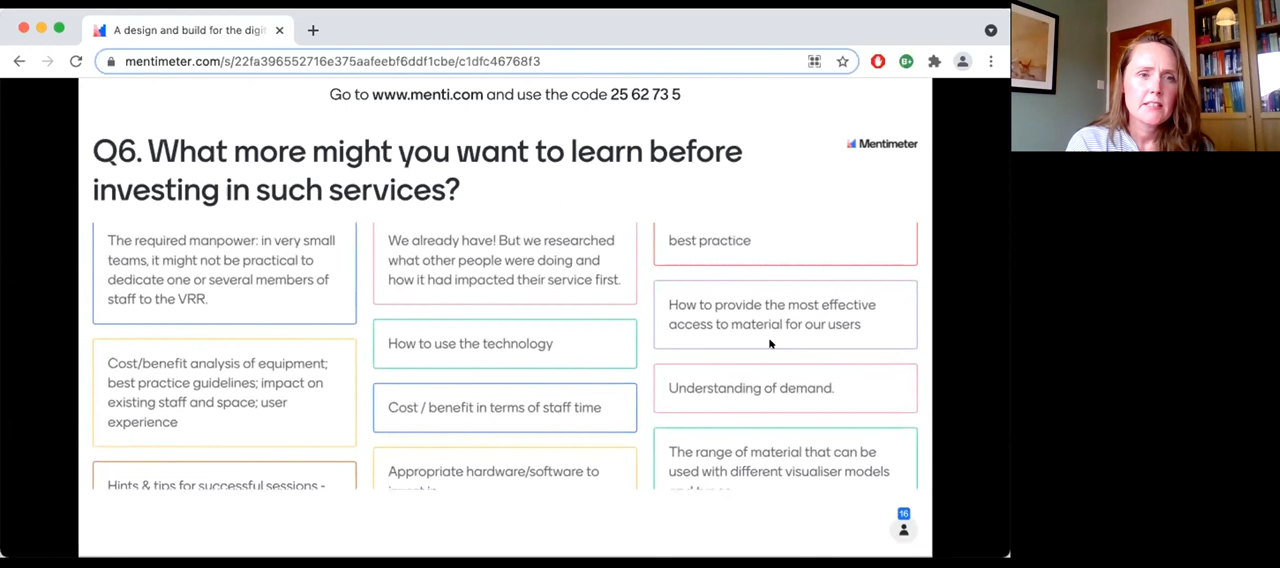 A design and build for the digit
mentimeter.com/s/22fa396552716e375aafeebf6ddf1cbe/c1dfc46768f3
Go to www.menti.com and use the code 25 62 73 5
Q6. What more might you want to learn before
investing in such services?
Mentimeter
The required manpower: in very small
teams, it might not be practical to
dedicate one or several members of
staff to the VRR.
Cost/benefit analysis of equipment;
best practice guidelines; impact on
existing staff and space; user
experience
Hints & tips for successful sessions -
We already have! But we researched
what other people were doing and
how it had impacted their service first.
How to use the technology
Cost / benefit in terms of staff time
Appropriate hardware/software to
best practice
How to provide the most effective
access to material for our users
Understanding of demand.
The range of material that can be
used with different visualiser models
16